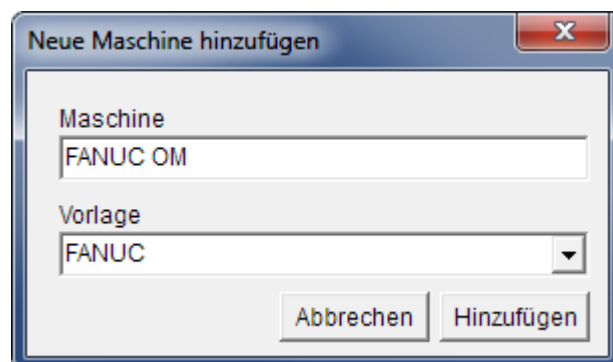 Neue Maschine hinzufügen
Maschine
FANUC OM
Vorlage
FANUC
Abbrechen Hinzufügen